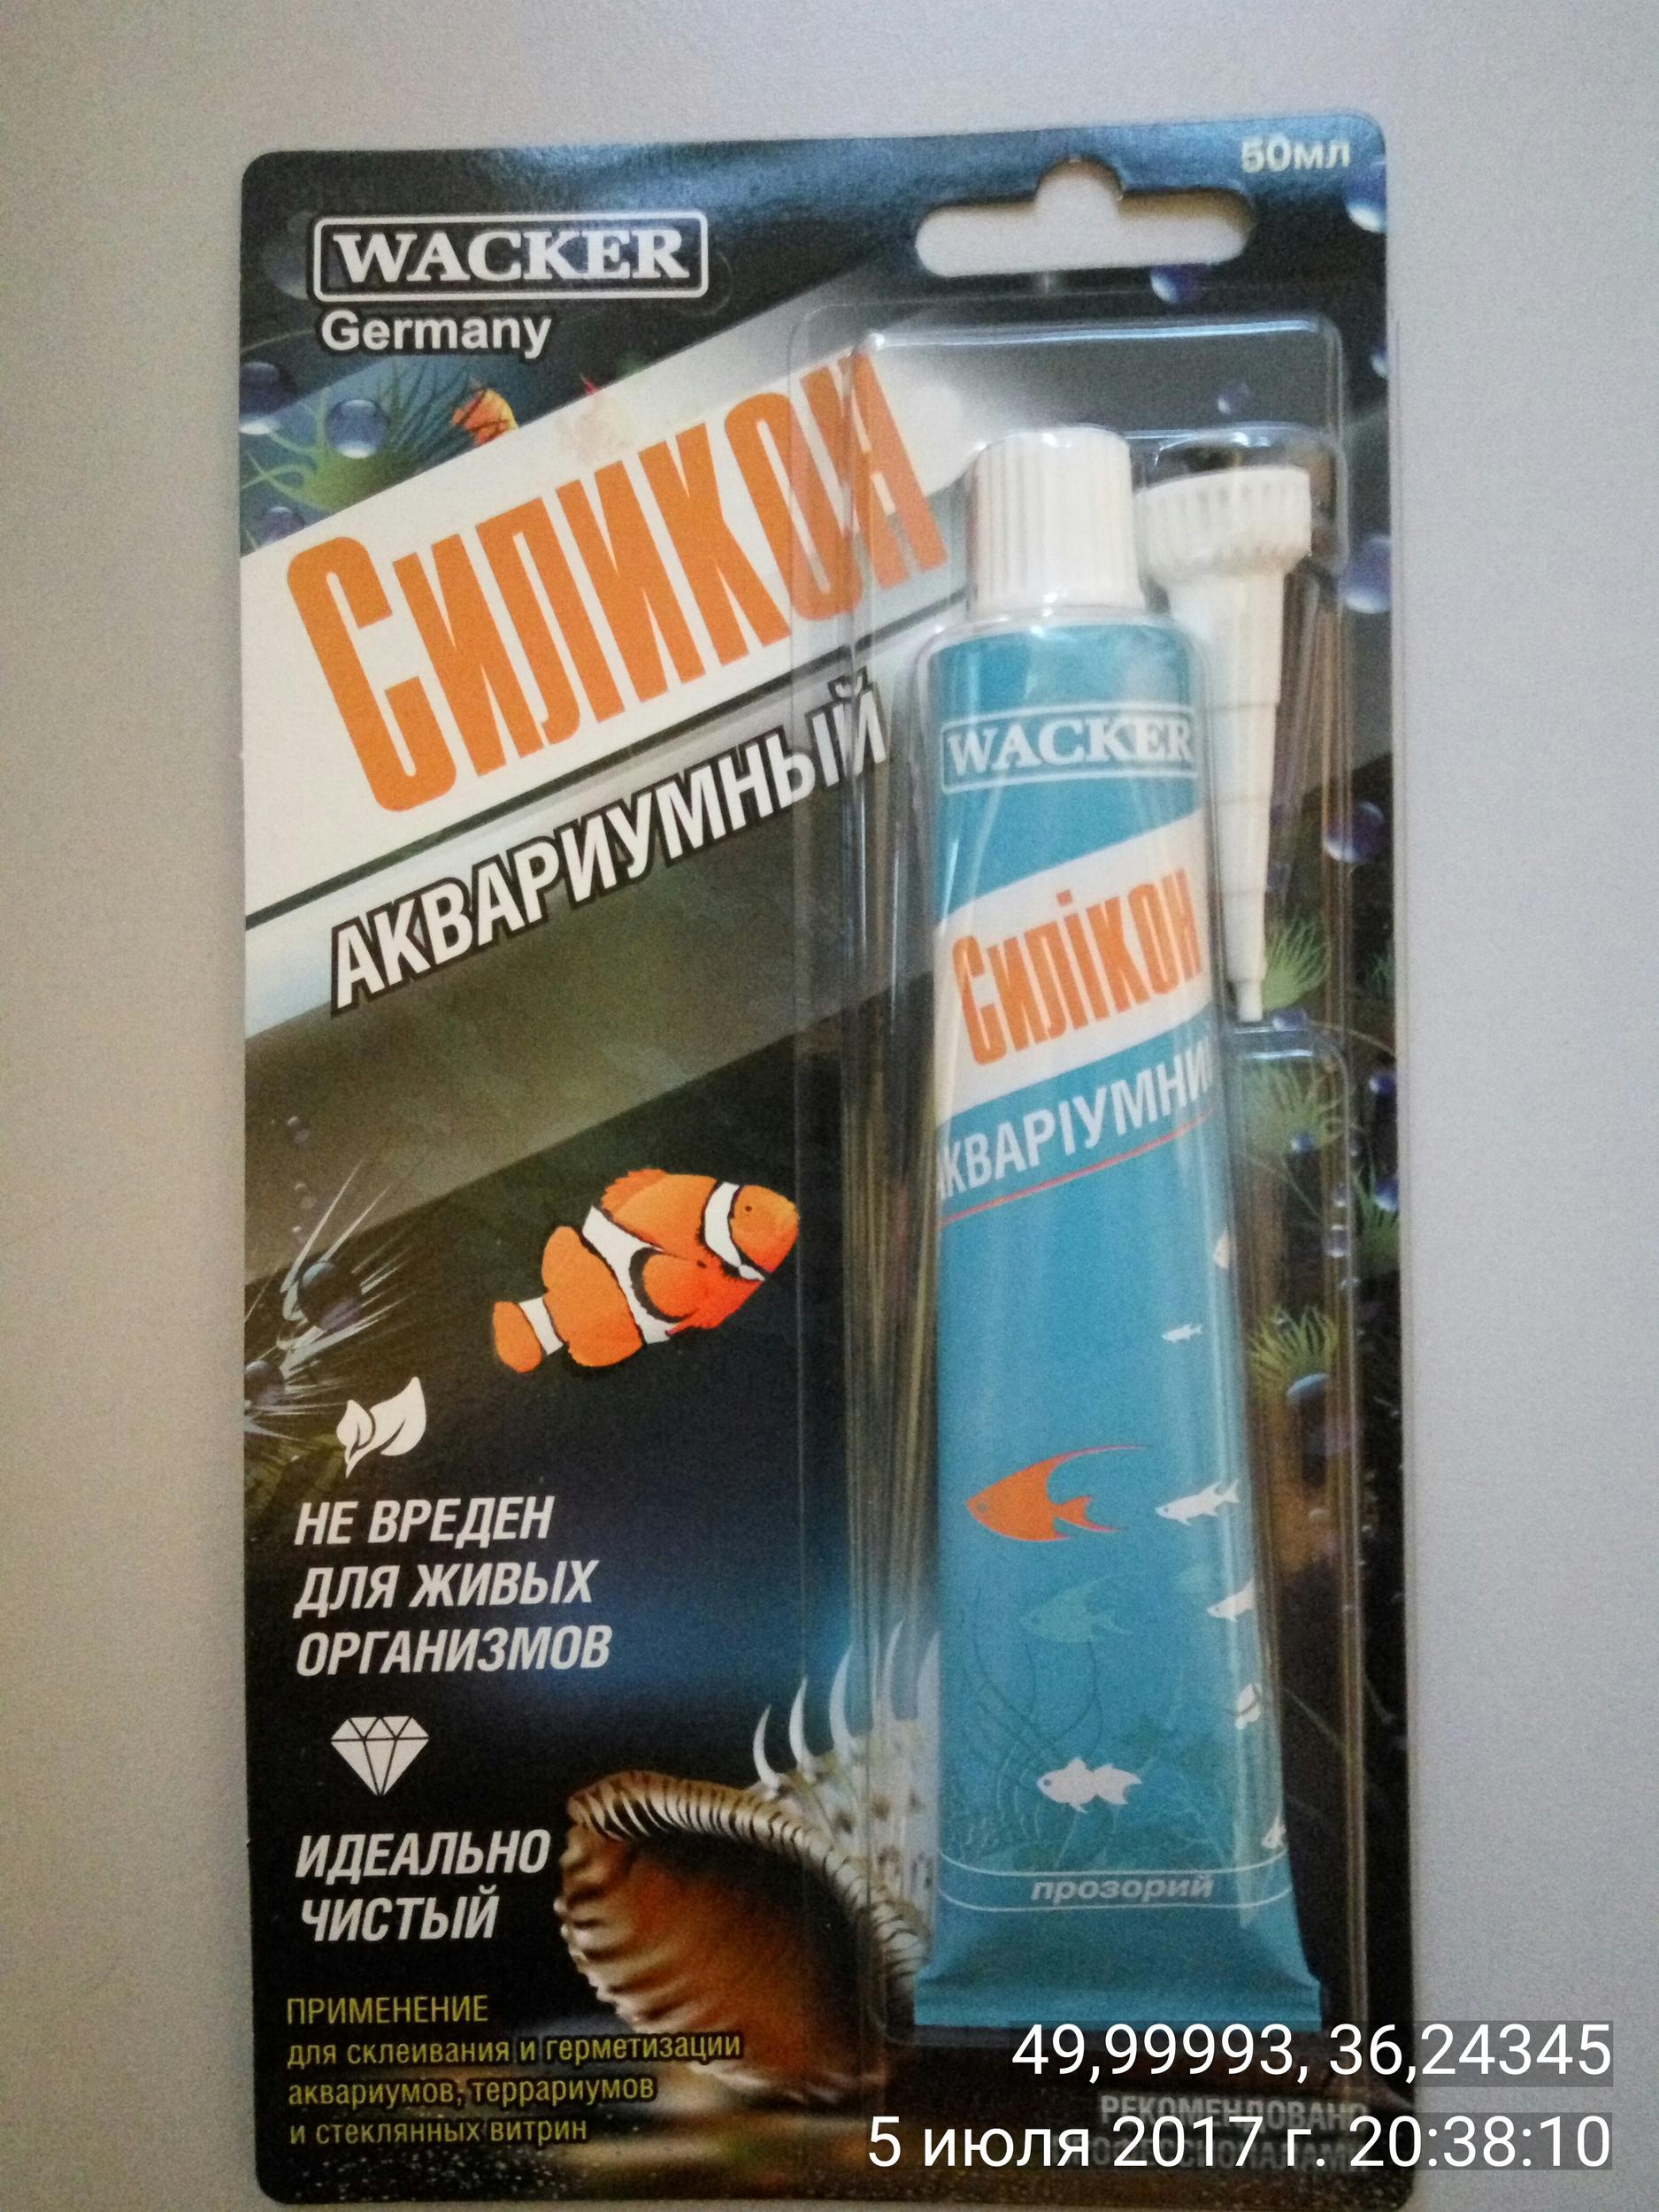 50мл
WACKER
Germany
Силикон
АКВАРИУМНЫЙ
WACKER
Силікон
АКВАРІУМНИ
НЕ ВРЕДЕН
ДЛЯ ЖИВЫХ
ОРГАНИЗМОВ
ИДЕАЛЬНО
ЧИСТЫЙ
прозорий
ПРИМЕНЕНИЕ
для склеивания и герметизации
аквариумов, террариумов
и стеклянных витрин
49,99993, 36,24345
РЕКОМЕНДОВАНО
5 июля 2017 г. 20:38:10